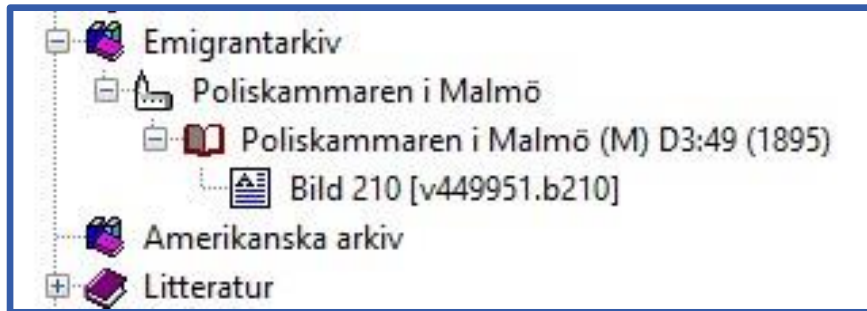 Emigrantarkiv
Poliskammaren i Malmö
Poliskammaren i Malmö (M) D3:49 (1895)
Bild 210 [v449951.b210]
Amerikanska arkiv
Litteratur